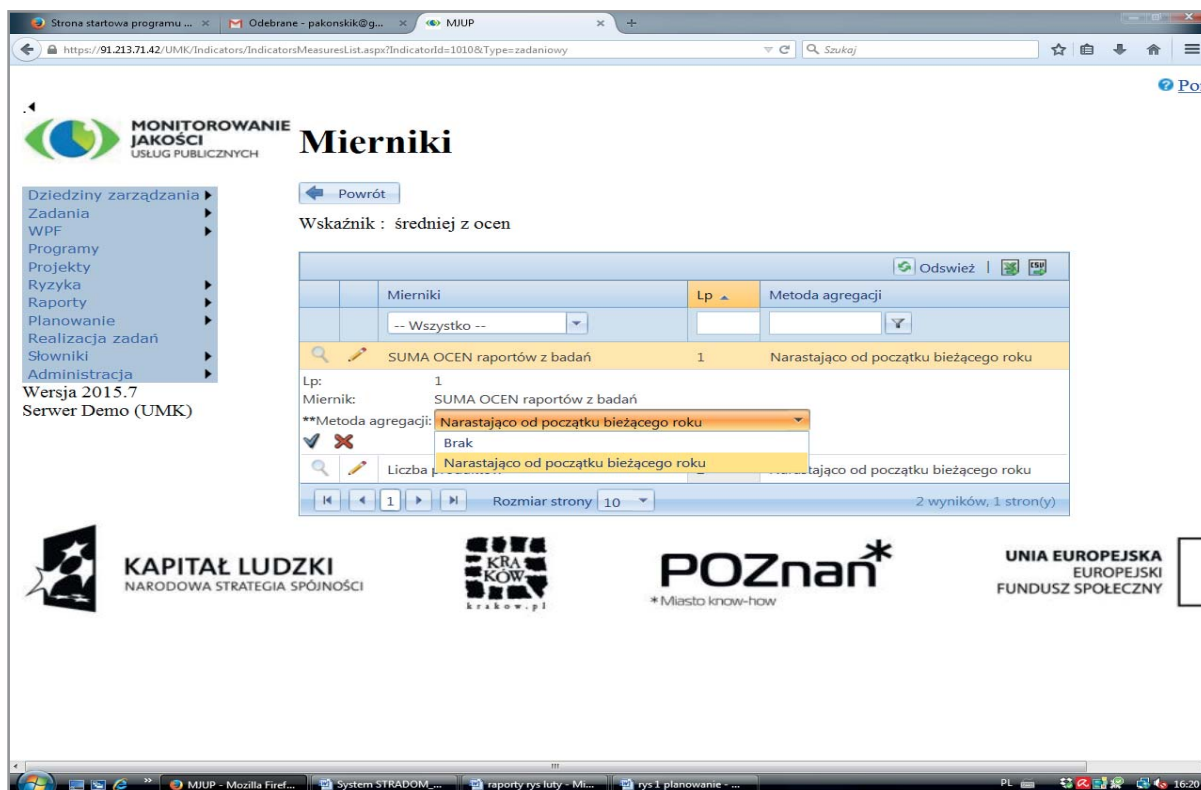 Strona startowa programu ...
Odebrane - pakonskik@g...
MJUP
https://91.213.71.42/UMK/Indicators/IndicatorsMeasuresList.aspx?IndicatorId=1010&Type=zadaniowy
Szukaj
MONITOROWANIE
JAKOŚCI
USŁUG PUBLICZNYCH
Mierniki
Dziedziny zarządzania
Zadania
WPF
Programy
Projekty
Ryzyka
Raporty
Planowanie
Realizacja zadań
Słowniki
Administracja
Wersja 2015.7
Serwer Demo (UMK)
Powrót
Wskaźnik : średniej z ocen
Odswież | CSV
Mierniki Lp Metoda agregacji
-- Wszystko --
SUMA OCEN raportów z badań 1 Narastająco od początku bieżącego roku
Lp: 1
Miernik: SUMA OCEN raportów z badań
**Metoda agregacji: Narastająco od początku bieżącego roku
Brak
Narastająco od początku bieżącego roku
Liczba
od początku bieżącego roku
1 Rozmiar strony 10 2 wyników, 1 stron(y)
KAPITAŁ LUDZKI
NARODOWA STRATEGIA SPÓJNOŚCI
KRA
KÓW
krakow.pl
POZnań*
*Miasto know-how
UNIA EUROPEJSKA
EUROPEJSKI
FUNDUSZ SPOŁECZNY
MJUP - Mozilla Firef...
System STRADOM_...
raporty rys luty - Mi...
rys 1 planowanie - ...
PL
16:20